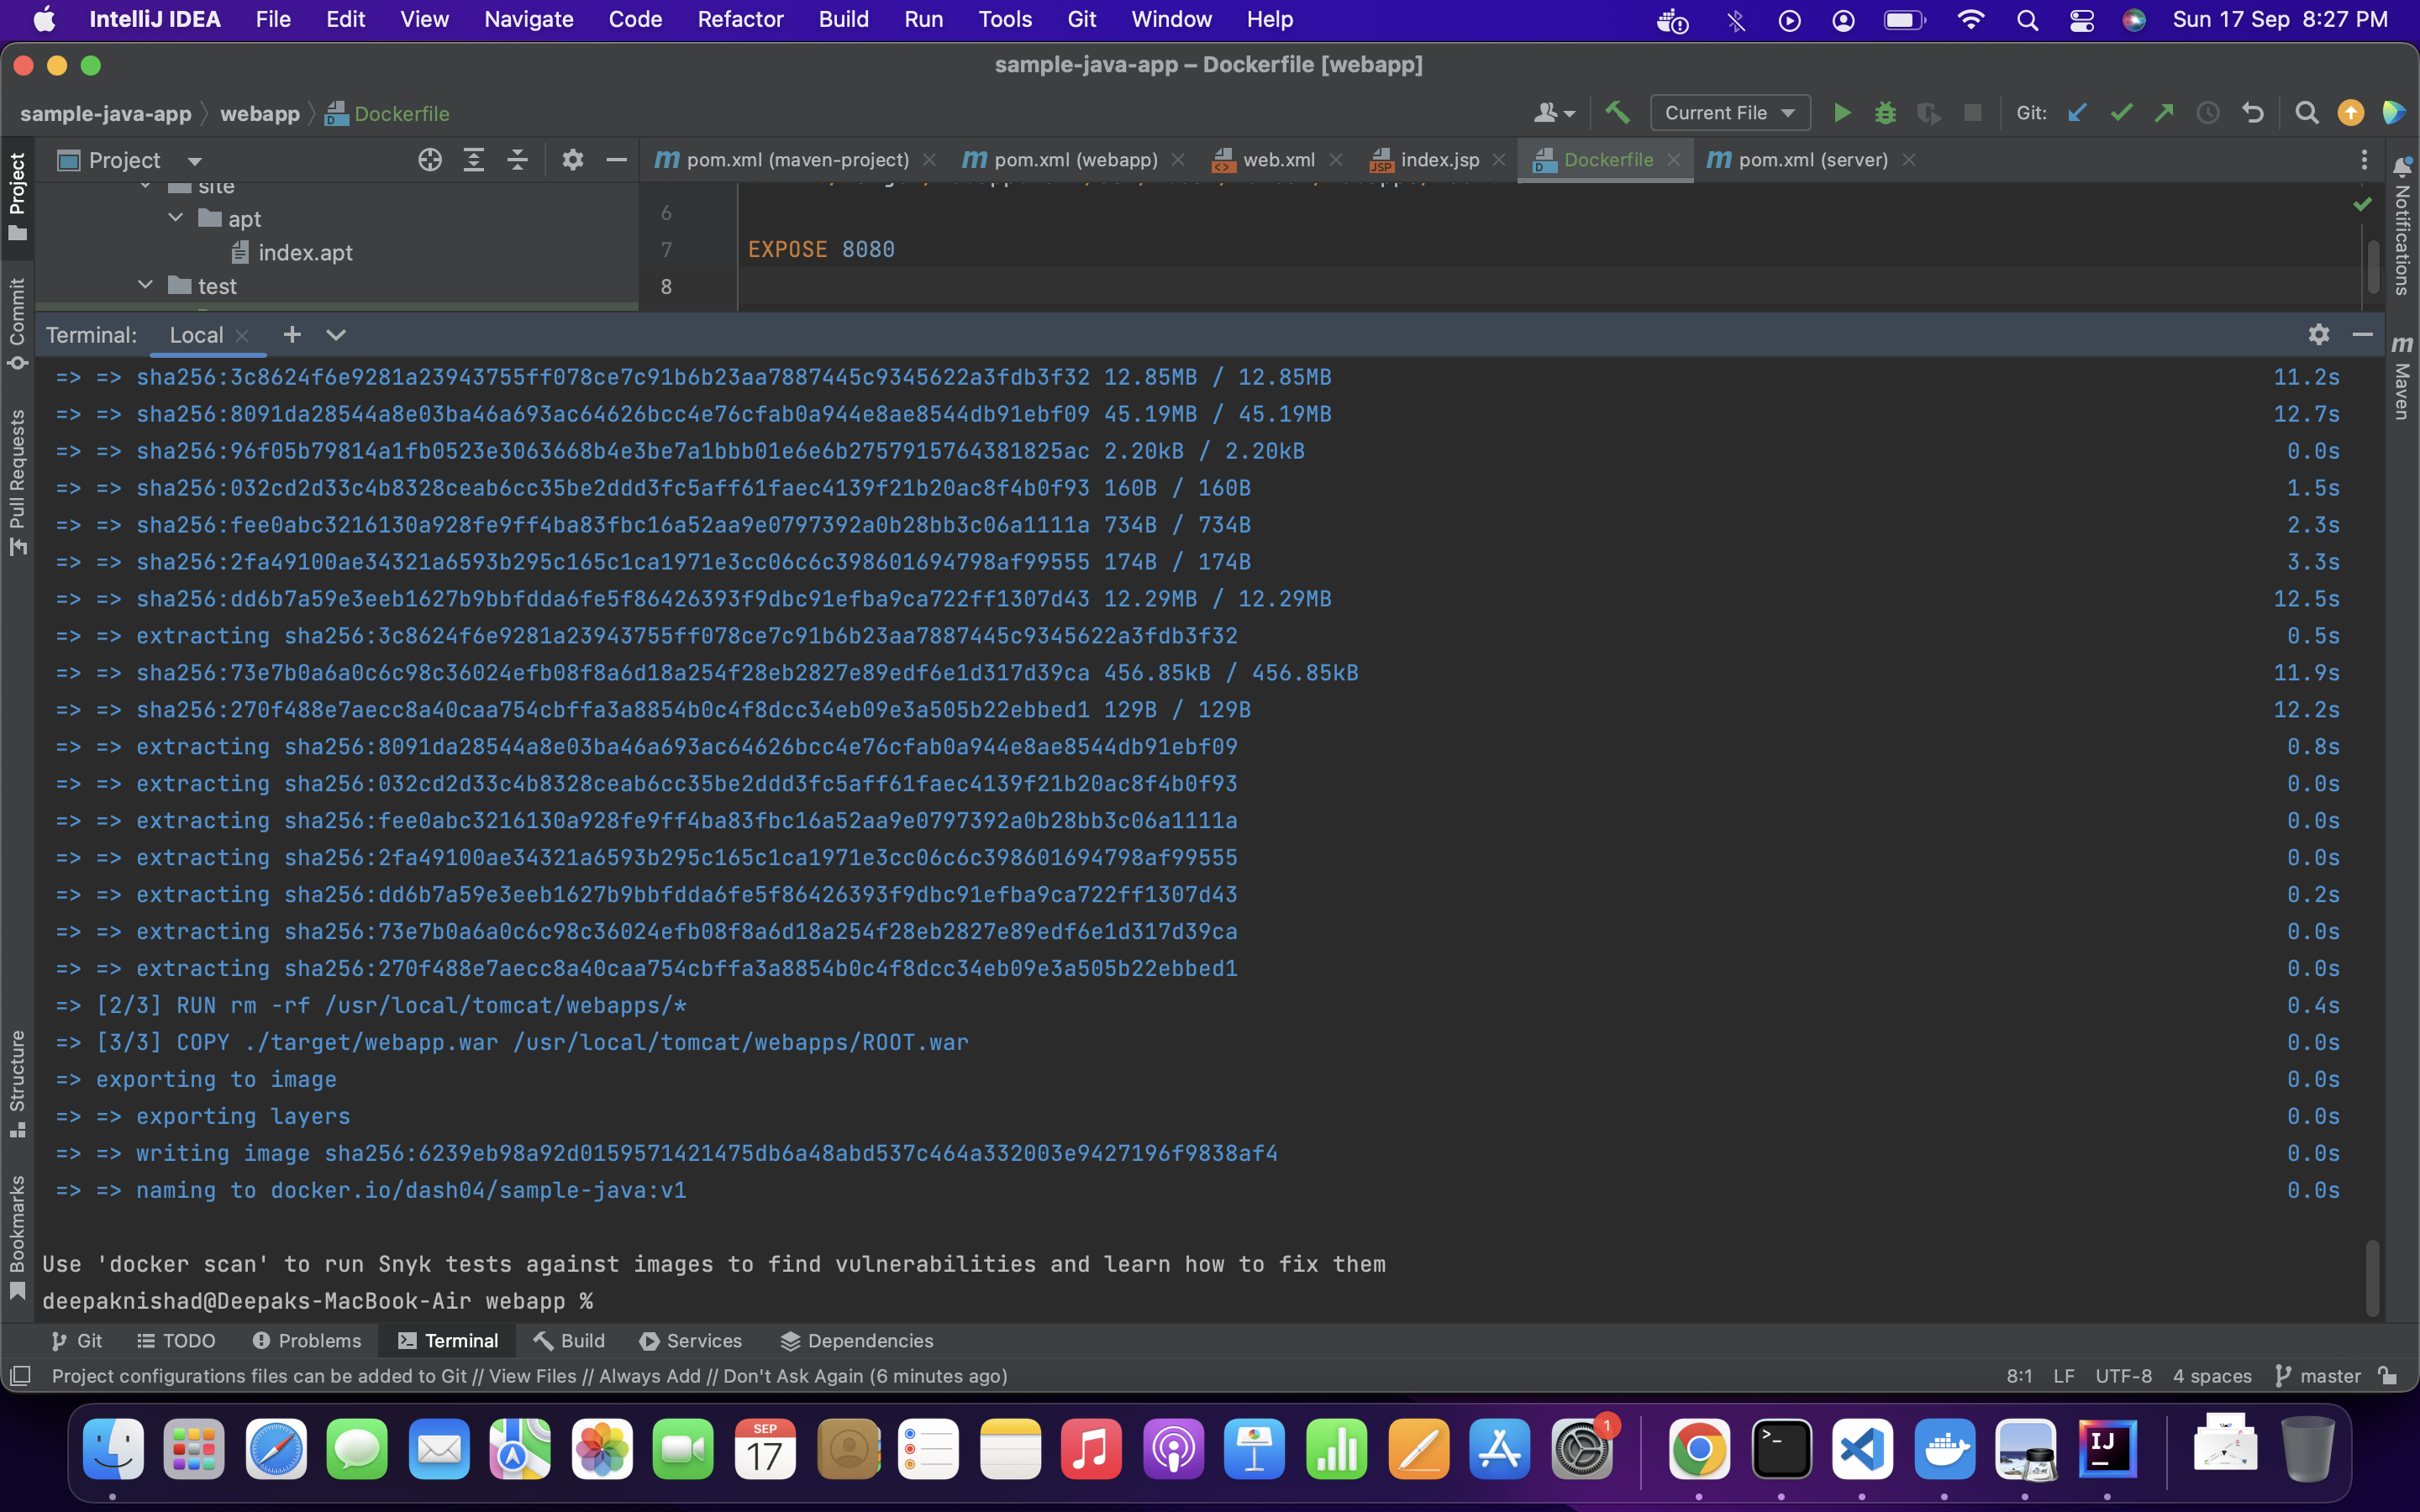 IntelliJ IDEA File Edit View Navigate Code Refactor Build Run Tools Git Window Help Sun 17 Sep 8:27 PM
sample-java-app – Dockerfile [webapp]
sample-java-app webapp Dockerfile Current File Git:
Project pom.xml (maven-project) pom.xml (webapp) web.xml index.jsp Dockerfile pom.xml (server)
site
apt
index.apt
test
6
7 EXPOSE 8080
8
Project
Commit
Pull Requests
Structure
Bookmarks
Notifications
Maven
Terminal: Local
=> => sha256:3c8624f6e9281a23943755ff078ce7c91b6b23aa7887445c9345622a3fdb3f32 12.85MB / 12.85MB 11.2s
=> => sha256:8091da28544a8e03ba46a693ac64626bcc4e76cfab0a944e8ae8544db91ebf09 45.19MB / 45.19MB 12.7s
=> => sha256:96f05b79814a1fb0523e3063668b4e3be7a1bbb01e6e6b2757915764381825ac 2.20kB / 2.20kB 0.0s
=> => sha256:032cd2d33c4b8328ceab6cc35be2ddd3fc5aff61faec4139f21b20ac8f4b0f93 160B / 160B 1.5s
=> => sha256:fee0abc3216130a928fe9ff4ba83fbc16a52aa9e0797392a0b28bb3c06a1111a 734B / 734B 2.3s
=> => sha256:2fa49100ae34321a6593b295c165c1ca1971e3cc06c6c398601694798af99555 174B / 174B 3.3s
=> => sha256:dd6b7a59e3eeb1627b9bbfdda6fe5f86426393f9dbc91efba9ca722ff1307d43 12.29MB / 12.29MB 12.5s
=> => extracting sha256:3c8624f6e9281a23943755ff078ce7c91b6b23aa7887445c9345622a3fdb3f32 0.5s
=> => sha256:73e7b0a6a0c6c98c36024efb08f8a6d18a254f28eb2827e89edf6e1d317d39ca 456.85kB / 456.85kB 11.9s
=> => sha256:270f488e7aecc8a40caa754cbffa3a8854b0c4f8dcc34eb09e3a505b22ebbed1 129B / 129B 12.2s
=> => extracting sha256:8091da28544a8e03ba46a693ac64626bcc4e76cfab0a944e8ae8544db91ebf09 0.8s
=> => extracting sha256:032cd2d33c4b8328ceab6cc35be2ddd3fc5aff61faec4139f21b20ac8f4b0f93 0.0s
=> => extracting sha256:fee0abc3216130a928fe9ff4ba83fbc16a52aa9e0797392a0b28bb3c06a1111a 0.0s
=> => extracting sha256:2fa49100ae34321a6593b295c165c1ca1971e3cc06c6c398601694798af99555 0.0s
=> => extracting sha256:dd6b7a59e3eeb1627b9bbfdda6fe5f86426393f9dbc91efba9ca722ff1307d43 0.2s
=> => extracting sha256:73e7b0a6a0c6c98c36024efb08f8a6d18a254f28eb2827e89edf6e1d317d39ca 0.0s
=> => extracting sha256:270f488e7aecc8a40caa754cbffa3a8854b0c4f8dcc34eb09e3a505b22ebbed1 0.0s
=> [2/3] RUN rm -rf /usr/local/tomcat/webapps/* 0.4s
=> [3/3] COPY ./target/webapp.war /usr/local/tomcat/webapps/ROOT.war 0.0s
=> exporting to image 0.0s
=> => exporting layers 0.0s
=> => writing image sha256:6239eb98a92d0159571421475db6a48abd537c464a332003e9427196f9838af4 0.0s
=> => naming to docker.io/dash04/sample-java:v1 0.0s
Use 'docker scan' to run Snyk tests against images to find vulnerabilities and learn how to fix them
deepaknishad@Deepaks-MacBook-Air webapp %
Git TODO Problems Terminal Build Services Dependencies
Project configurations files can be added to Git // View Files // Always Add // Don't Ask Again (6 minutes ago) 8:1 LF UTF-8 4 spaces master
SEP
17
1
IJ